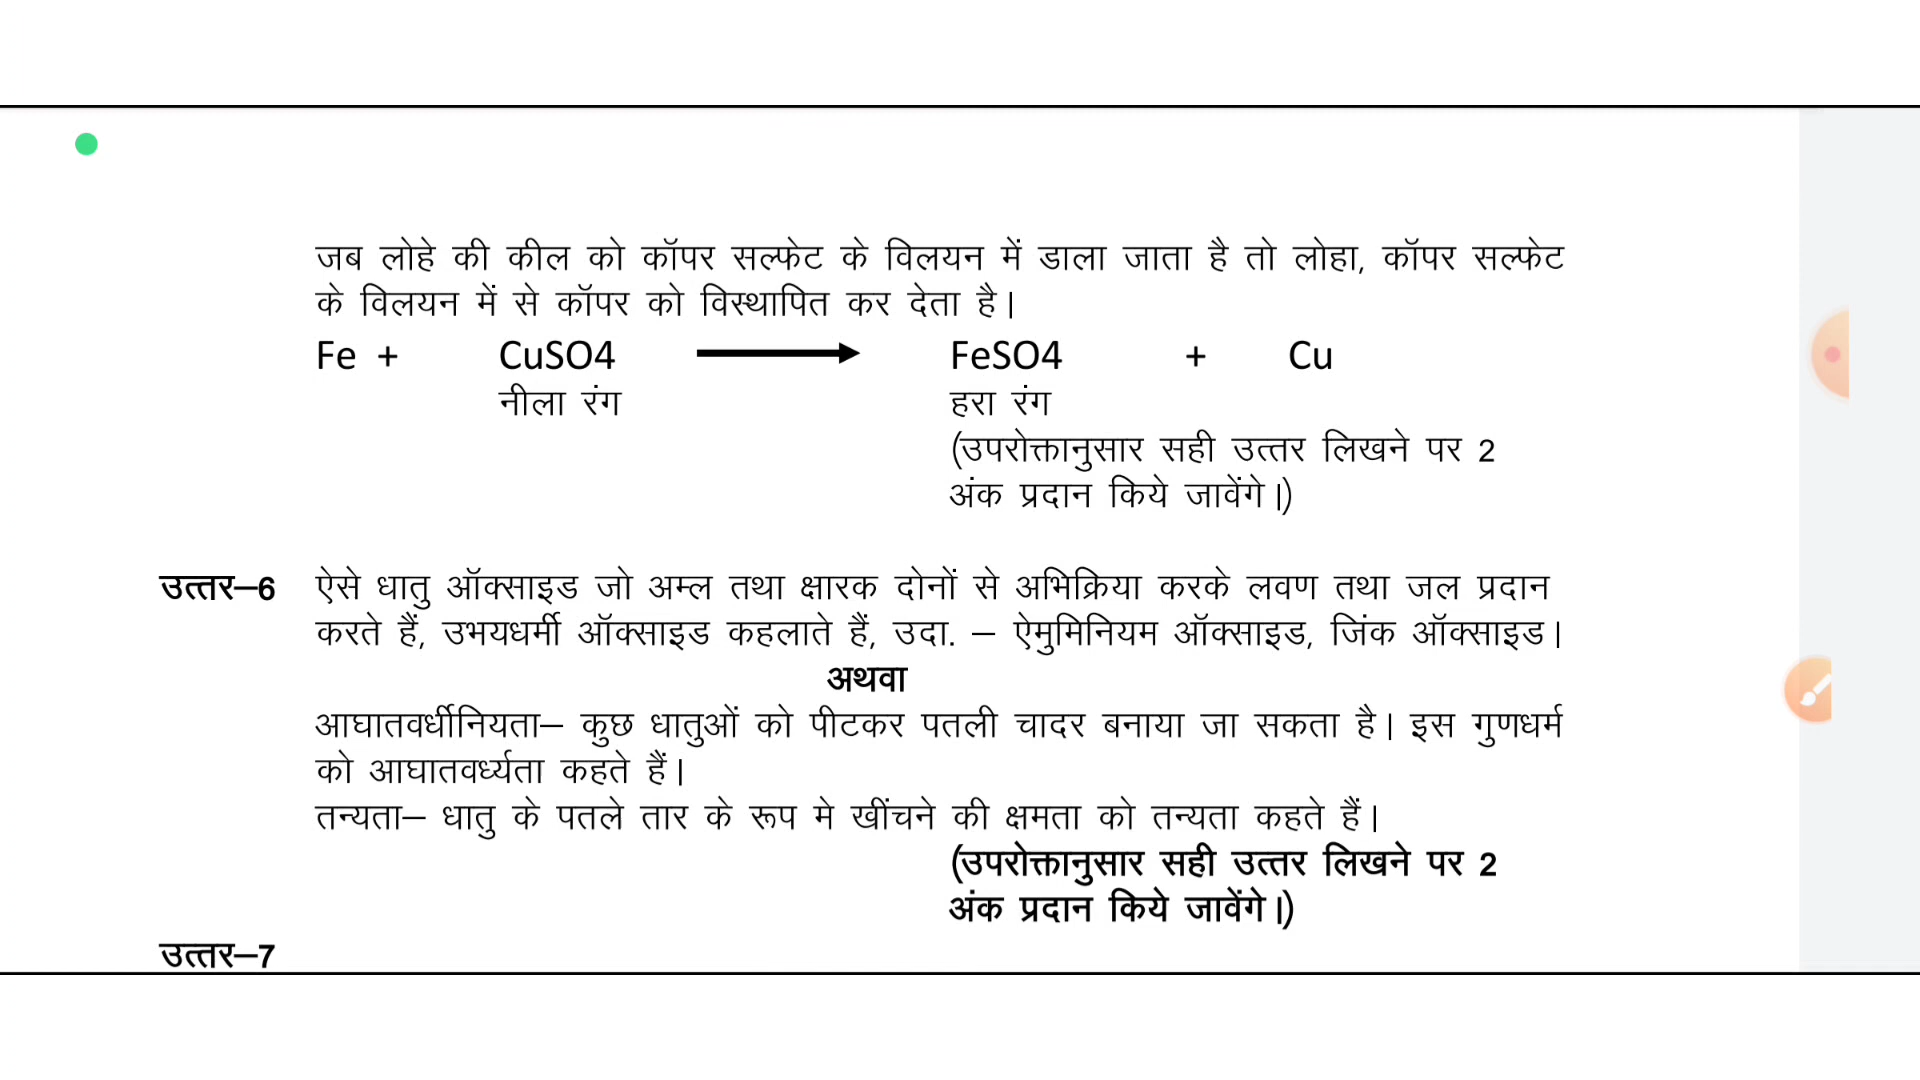 जब लोहे की कील को कॉपर सल्फेट के विलयन में डाला जाता है तो लोहा, कॉपर सल्फेट
के विलयन में से कॉपर को विस्थापित कर देता है।
Fe + CuSO4 ⟶ FeSO4 + Cu
नीला रंग हरा रंग
(उपरोक्तानुसार सही उत्तर लिखने पर 2
अंक प्रदान किये जावेंगे।)
उत्तर–6 ऐसे धातु ऑक्साइड जो अम्ल तथा क्षारक दोनों से अभिक्रिया करके लवण तथा जल प्रदान
करते हैं, उभयधर्मी ऑक्साइड कहलाते हैं, उदा. – ऐमुमिनियम ऑक्साइड, जिंक ऑक्साइड।
अथवा
आघातवर्धीनियता– कुछ धातुओं को पीटकर पतली चादर बनाया जा सकता है। इस गुणधर्म
को आघातवर्ध्यता कहते हैं।
तन्यता– धातु के पतले तार के रूप मे खींचने की क्षमता को तन्यता कहते हैं।
(उपरोक्तानुसार सही उत्तर लिखने पर 2
अंक प्रदान किये जावेंगे।)
उत्तर–7